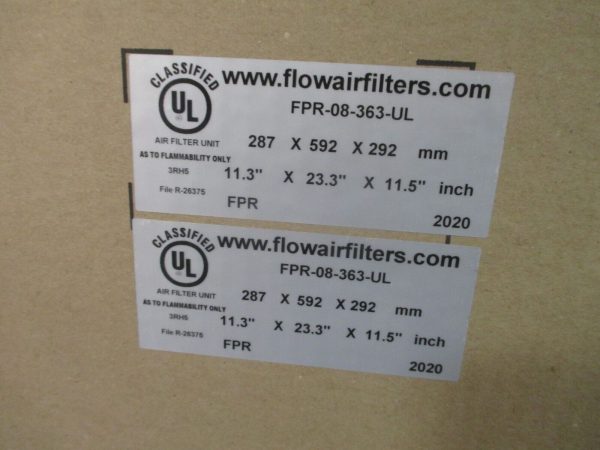 CLASSIFIED
UL
www.flowairfilters.com
FPR-08-363-UL
AIR FILTER UNIT
287 X 592 X 292 mm
AS TO FLAMMABILITY ONLY
3RH5
11.3" X 23.3" X 11.5" inch
File R-26375
FPR
2020
CLASSIFIED
UL
www.flowairfilters.com
FPR-08-363-UL
AIR FILTER UNIT
287 X 592 X 292 mm
AS TO FLAMMABILITY ONLY
3RH5
11.3" X 23.3" X 11.5" inch
File R-26375
FPR
2020